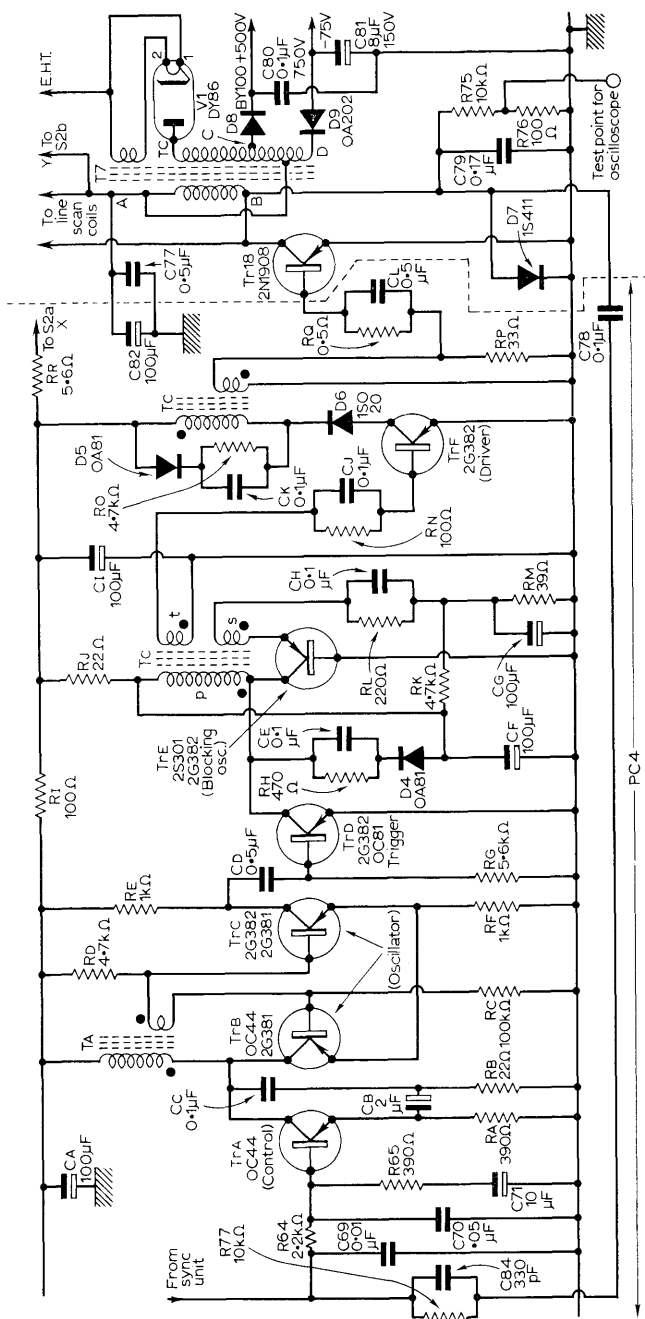 CA
100µF
TA
RD
4·7kΩ
RE
1kΩ
RI
100Ω
RJ
22Ω
CI
100µF
D5
OA81
RO
4·7kΩ
CK
0·1µF
TC
RR
5·6Ω
To S2a
X
C82
100µF
C77
0·5µF
To
line
scan
coils
A
B
Y To
S2b
E.H.T.
T7
TC
V1
DY86
2
1
C
D
D8
BY100
+500V
C80
0·1µF
750V
D9
OA202
-75V
C81
8µF
150V
From
sync
unit
R77
10kΩ
R64
2·2kΩ
C69
0·01
µF
C70
·05
µF
C84
330
pF
R65
390Ω
C71
10
µF
TrA
OC44
(Control)
CC
0·1µF
CB
2
µF
RA
390Ω
RB
22Ω
RC
100kΩ
TrB
OC44
2G381
TrC
2G382
2G381
(Oscillator)
RF
1kΩ
CD
0·5µF
TrD
2G382
OC81
Trigger
RG
5·6kΩ
TrE
2S301
2G382
(Blocking
osc.)
CE
0·1
µF
RH
470
Ω
D4
OA81
CF
100µF
TC
p
s
t
RK
4·7kΩ
RL
220Ω
CH
0·1
µF
RM
39Ω
CG
100µF
RN
100Ω
CJ
0·1µF
D6
1SO
20
TrF
2G382
(Driver)
RP
33Ω
RQ
0·5Ω
CL
0·5
µF
Tr18
2N1908
D7
1S411
C78
0·1µF
C79
0·17
µF
R75
10kΩ
R76
100
Ω
Test point for
oscilloscope
PC4